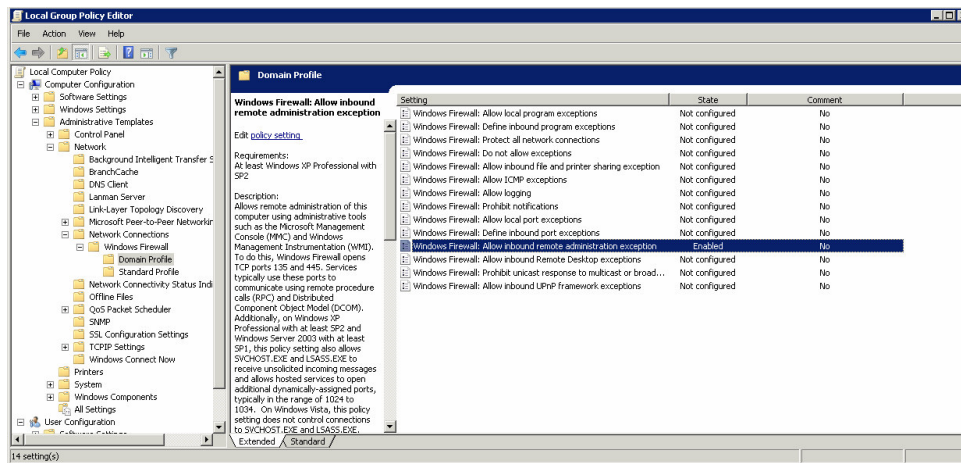 Local Group Policy Editor
File Action View Help
Local Computer Policy
Computer Configuration
Software Settings
Windows Settings
Administrative Templates
Control Panel
Network
Background Intelligent Transfer S
BranchCache
DNS Client
Lanman Server
Link-Layer Topology Discovery
Microsoft Peer-to-Peer Networkin
Network Connections
Windows Firewall
Domain Profile
Standard Profile
Network Connectivity Status Indi
Offline Files
QoS Packet Scheduler
SNMP
SSL Configuration Settings
TCPIP Settings
Windows Connect Now
Printers
System
Windows Components
All Settings
User Configuration
Domain Profile
Windows Firewall: Allow inbound
remote administration exception
Edit policy setting
Requirements:
At least Windows XP Professional with
SP2
Description:
Allows remote administration of this
computer using administrative tools
such as the Microsoft Management
Console (MMC) and Windows
Management Instrumentation (WMI).
To do this, Windows Firewall opens
TCP ports 135 and 445. Services
typically use these ports to
communicate using remote procedure
calls (RPC) and Distributed
Component Object Model (DCOM).
Additionally, on Windows XP
Professional with at least SP2 and
Windows Server 2003 with at least
SP1, this policy setting also allows
SVCHOST.EXE and LSASS.EXE to
receive unsolicited incoming messages
and allows hosted services to open
additional dynamically-assigned ports,
typically in the range of 1024 to
1034. On Windows Vista, this policy
setting does not control connections
to SVCHOST.EXE and LSASS.EXE.
Setting State Comment
Windows Firewall: Allow local program exceptions Not configured No
Windows Firewall: Define inbound program exceptions Not configured No
Windows Firewall: Protect all network connections Not configured No
Windows Firewall: Do not allow exceptions Not configured No
Windows Firewall: Allow inbound file and printer sharing exception Not configured No
Windows Firewall: Allow ICMP exceptions Not configured No
Windows Firewall: Allow logging Not configured No
Windows Firewall: Prohibit notifications Not configured No
Windows Firewall: Allow local port exceptions Not configured No
Windows Firewall: Define inbound port exceptions Not configured No
Windows Firewall: Allow inbound remote administration exception Enabled No
Windows Firewall: Allow inbound Remote Desktop exceptions Not configured No
Windows Firewall: Prohibit unicast response to multicast or broad... Not configured No
Windows Firewall: Allow inbound UPnP framework exceptions Not configured No
Extended Standard
14 setting(s)